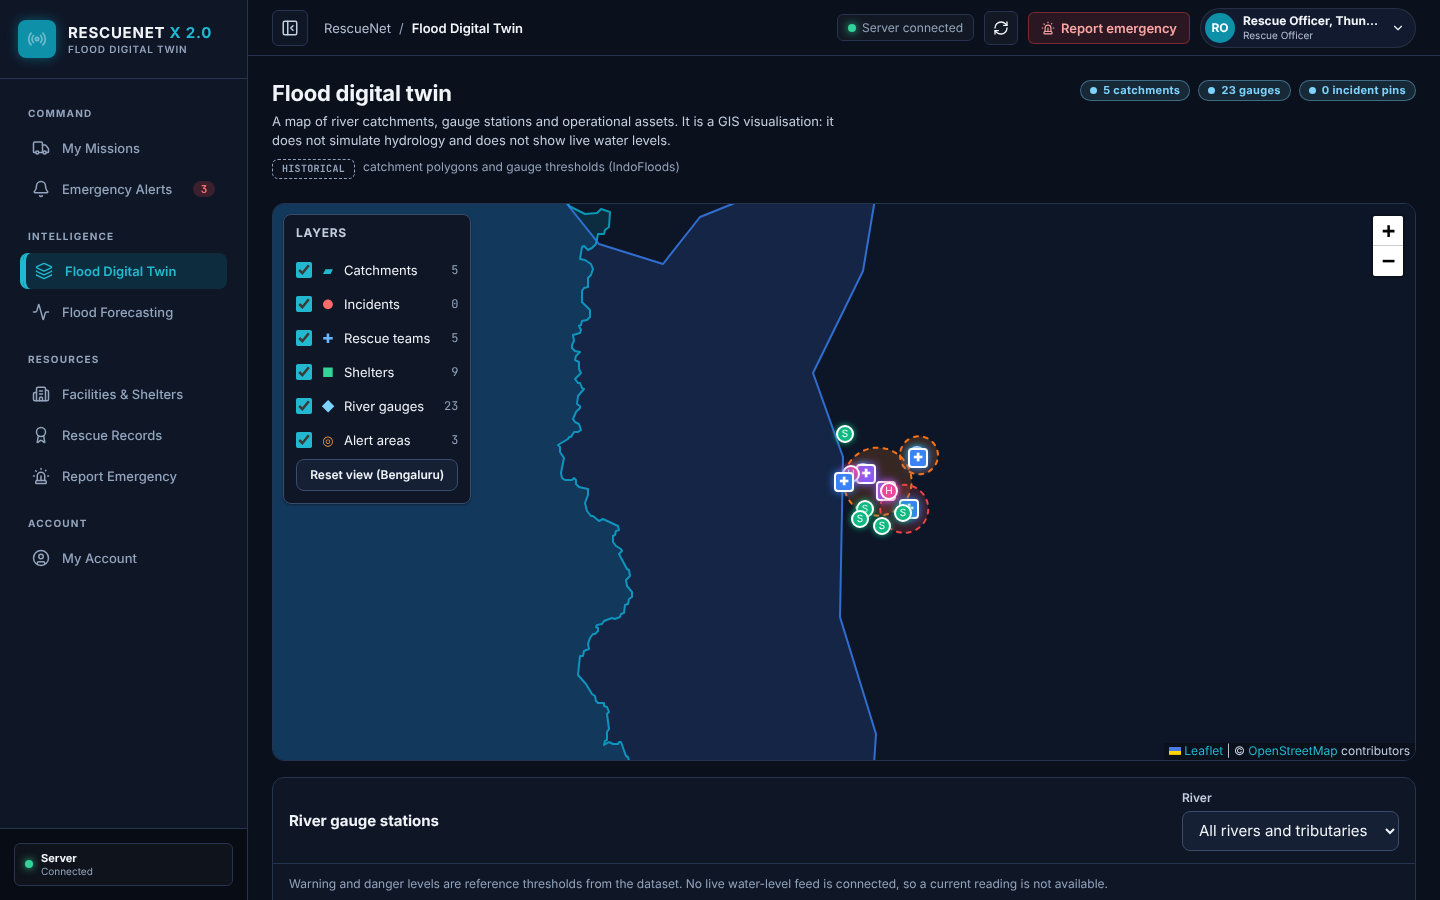 RESCUENET X 2.0
FLOOD DIGITAL TWIN
COMMAND
My Missions
Emergency Alerts 3
INTELLIGENCE
Flood Digital Twin
Flood Forecasting
RESOURCES
Facilities & Shelters
Rescue Records
Report Emergency
ACCOUNT
My Account
Server
Connected
RescueNet / Flood Digital Twin
Server connected
Report emergency
RO
Rescue Officer, Thun...
Rescue Officer
Flood digital twin
A map of river catchments, gauge stations and operational assets. It is a GIS visualisation: it
does not simulate hydrology and does not show live water levels.
HISTORICAL catchment polygons and gauge thresholds (IndoFloods)
5 catchments
23 gauges
0 incident pins
LAYERS
Catchments 5
Incidents 0
Rescue teams 5
Shelters 9
River gauges 23
Alert areas 3
Reset view (Bengaluru)
+
−
S
H
H
S
S
S
S
Leaflet | © OpenStreetMap contributors
River gauge stations
River
All rivers and tributaries
Warning and danger levels are reference thresholds from the dataset. No live water-level feed is connected, so a current reading is not available.